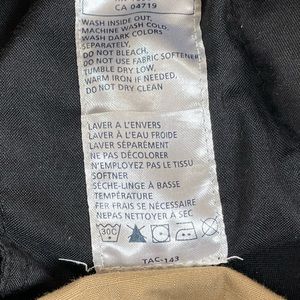 CA 04719
WASH INSIDE OUT,
MACHINE WASH COLD,
WASH DARK COLORS
SEPARATELY,
DO NOT BLEACH,
DO NOT USE FABRIC SOFTENER
TUMBLE DRY LOW,
WARM IRON IF NEEDED,
DO NOT DRY CLEAN
LAVER A L'ENVERS
LAVER À L'EAU FROIDE
LAVER SÉPARÉMENT
NE PAS DÉCOLORER
N'EMPLOYEZ PAS LE TISSU
SOFTNER
SÈCHE-LINGE À BASSE
TEMPÉRATURE
FER FRAIS SE NÉCESSAIRE
NEPAS NETTOYER À SEC
30C
TAC-143